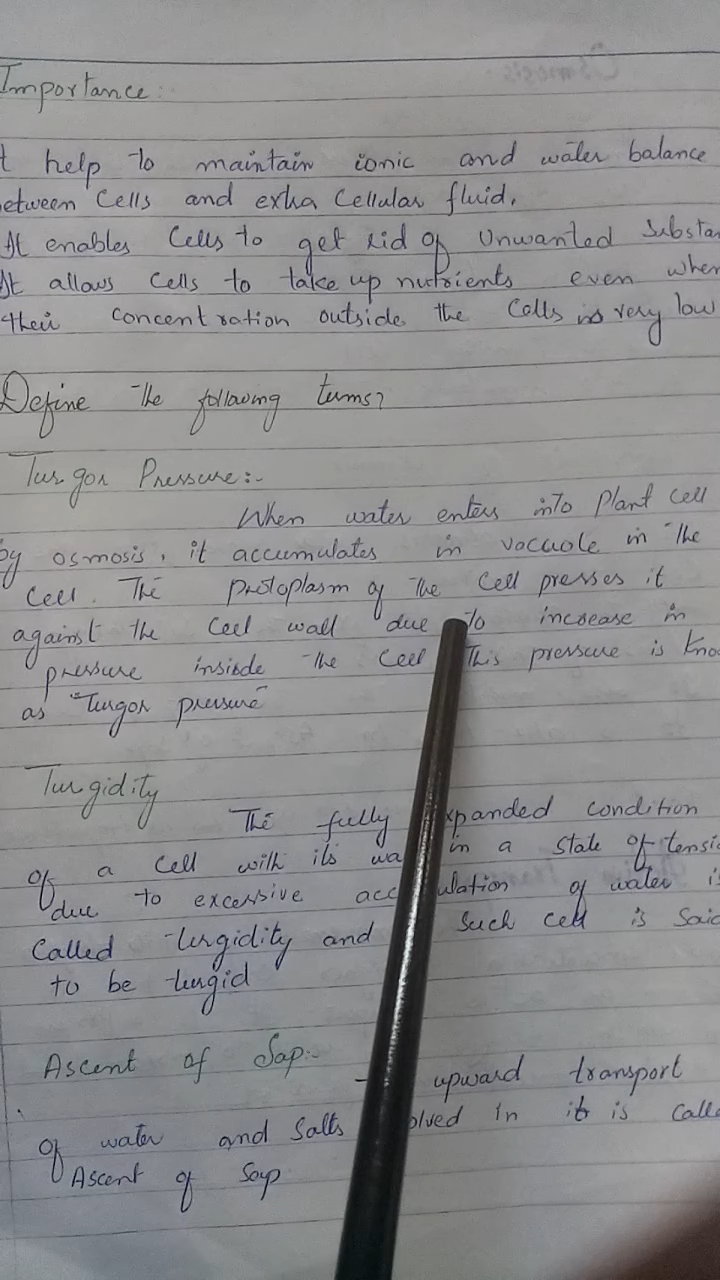 Importance:
t help to maintain ionic and water balance
etween Cells and extra Cellular fluid.
It enables Cells to get rid of Unwanted Substan
It allows Cells to take up nutrients even when
their concentration outside the Cells is very low
Define the following terms?
Turgor Pressure:-
When water enters into Plant cell
by osmosis, it accumulates in vacuole in the
Cell. The Protoplasm of the Cell presses it
against the Cell wall due to increase in
pressure insisde the Cell This pressure is kno
as "Turgor pressure"
Turgidity
The fully xpanded condition
of a Cell with its wa in a state of tensio
due to excessive acc ulation of water is
Called turgidity and such cell is said
to be turgid
Ascent of Sap:-
upward transport
of water and Salts olved in it is Calle
Ascent of Sap